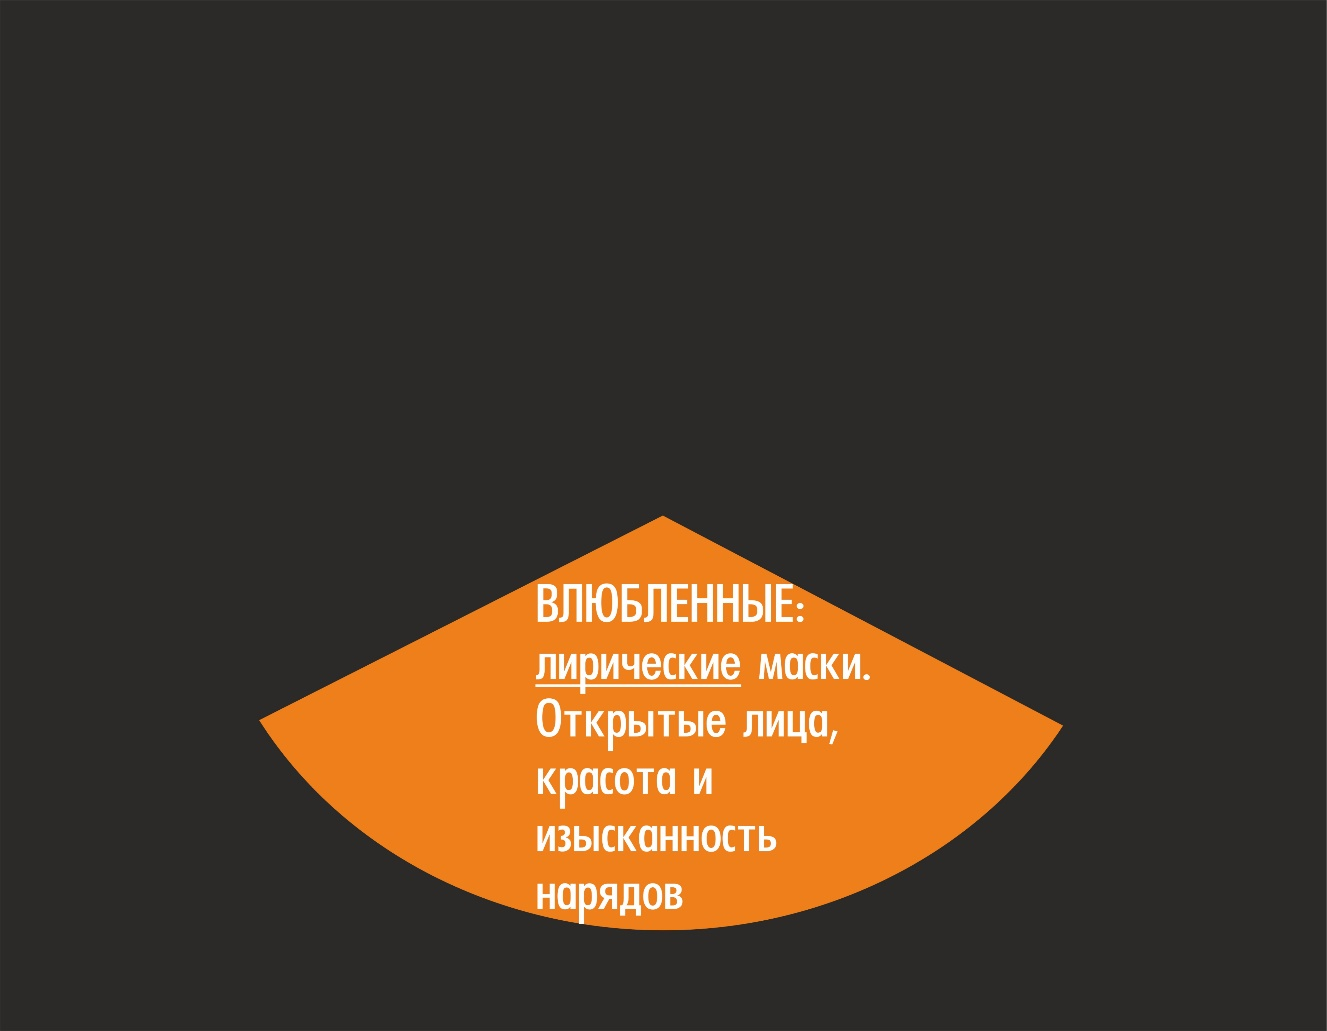 ВЛЮБЛЕННЫЕ:
лирические маски.
Открытые лица,
красота и
изысканность
нарядов